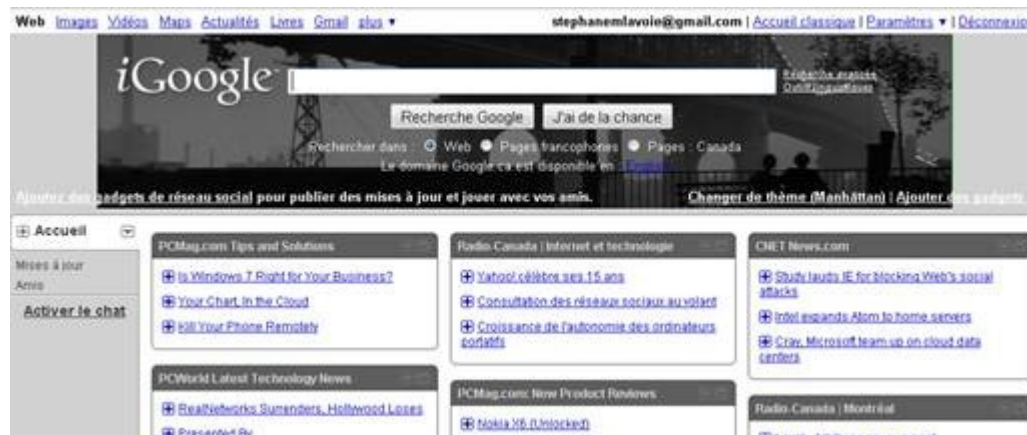 Web Images Vidéos Maps Actualités Livres Gmail plus ▼
stephanemlavoie@gmail.com | Accueil classique | Paramètres ▼ | Déconnexio
iGoogle
Recherche avancée
Outils linguistiques
Recherche Google J'ai de la chance
Rechercher dans : Web Pages francophones Pages : Canada
Le domaine Google.ca est disponible en : English
Ajouter des gadgets de réseau social pour publier des mises à jour et jouer avec vos amis.
Changer de thème (Manhattan) | Ajouter des gadgets
Accueil
Mises à jour
Amis
Activer le chat
PCMag.com Tips and Solutions
Is Windows 7 Right for Your Business?
Your Chart, In the Cloud
Kill Your Phone Remotely
PCWorld Latest Technology News
RealNetworks Surrenders, Hollywood Loses
Presented By
Radio-Canada | Internet et technologie
Yahoo! célèbre ses 15 ans
Consultation des réseaux sociaux au volant
Croissance de l'autonomie des ordinateurs
portatifs
PCMag.com: New Product Reviews
Nokia X6 (Unlocked)
CNET News.com
Study lauds IE for blocking Web's social
attacks
Intel expands Atom to home servers
Cray, Microsoft team up on cloud data
centers
Radio-Canada | Montréal